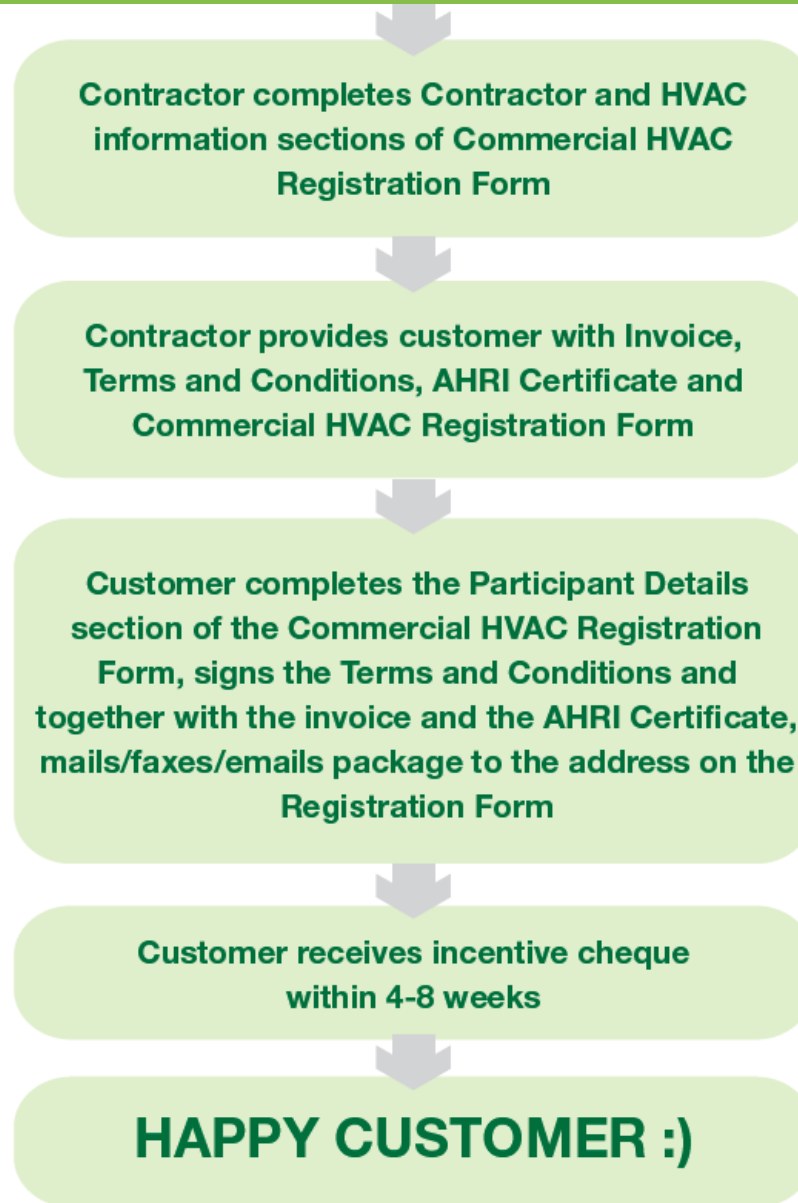 Contractor completes Contractor and HVAC
information sections of Commercial HVAC
Registration Form
Contractor provides customer with Invoice,
Terms and Conditions, AHRI Certificate and
Commercial HVAC Registration Form
Customer completes the Participant Details
section of the Commercial HVAC Registration
Form, signs the Terms and Conditions and
together with the invoice and the AHRI Certificate,
mails/faxes/emails package to the address on the
Registration Form
Customer receives incentive cheque
within 4-8 weeks
HAPPY CUSTOMER :)